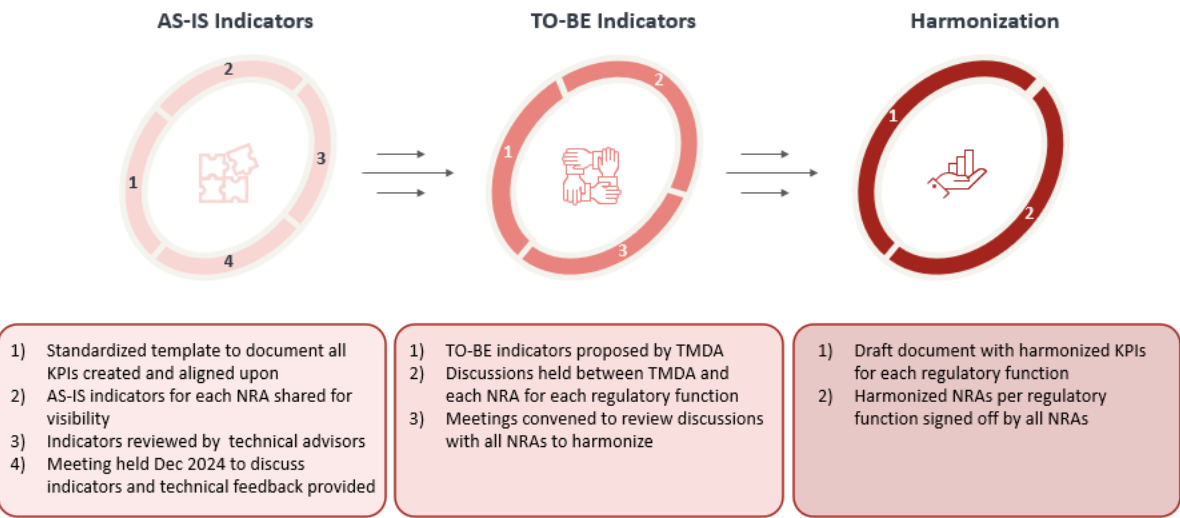 AS-IS Indicators
TO-BE Indicators
Harmonization
2
3
1
4
2
1
3
1
2
1) Standardized template to document all
KPIs created and aligned upon
2) AS-IS indicators for each NRA shared for
visibility
3) Indicators reviewed by technical advisors
4) Meeting held Dec 2024 to discuss
indicators and technical feedback provided
1) TO-BE indicators proposed by TMDA
2) Discussions held between TMDA and
each NRA for each regulatory function
3) Meetings convened to review discussions
with all NRAs to harmonize
1) Draft document with harmonized KPIs
for each regulatory function
2) Harmonized NRAs per regulatory
function signed off by all NRAs